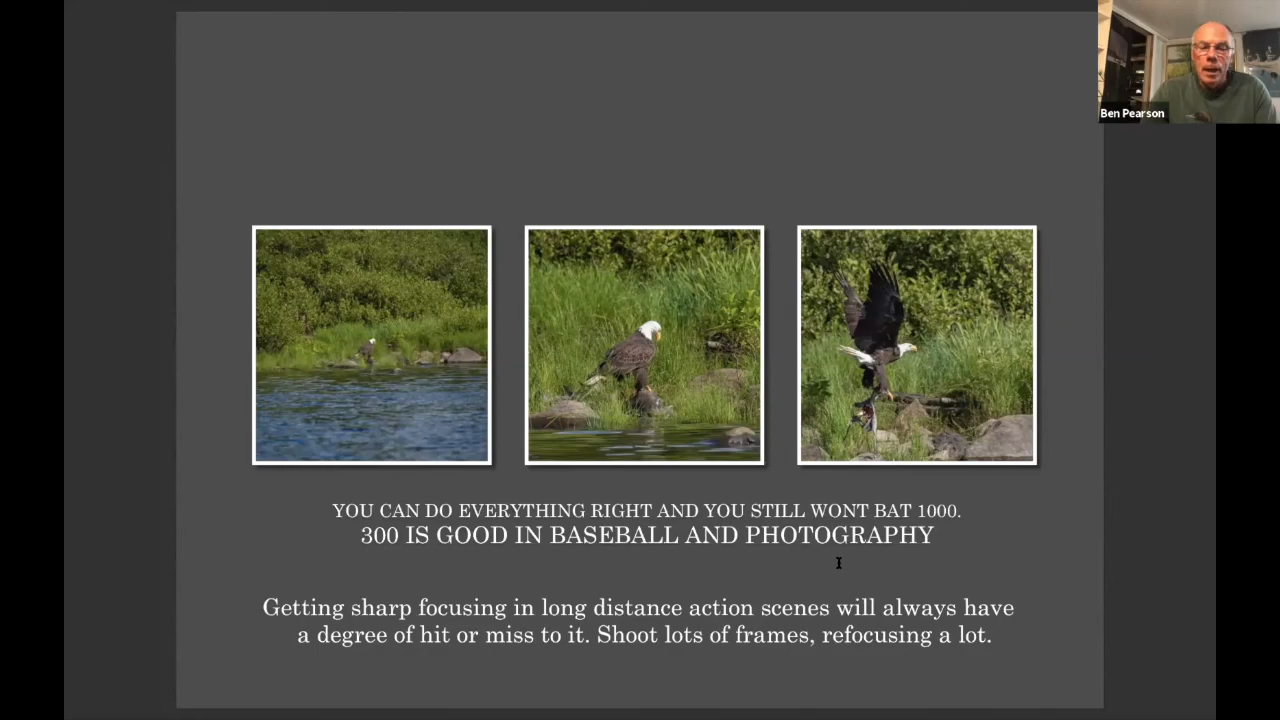 Ben Pearson
YOU CAN DO EVERYTHING RIGHT AND YOU STILL WONT BAT 1000.
300 IS GOOD IN BASEBALL AND PHOTOGRAPHY
Getting sharp focusing in long distance action scenes will always have
a degree of hit or miss to it. Shoot lots of frames, refocusing a lot.